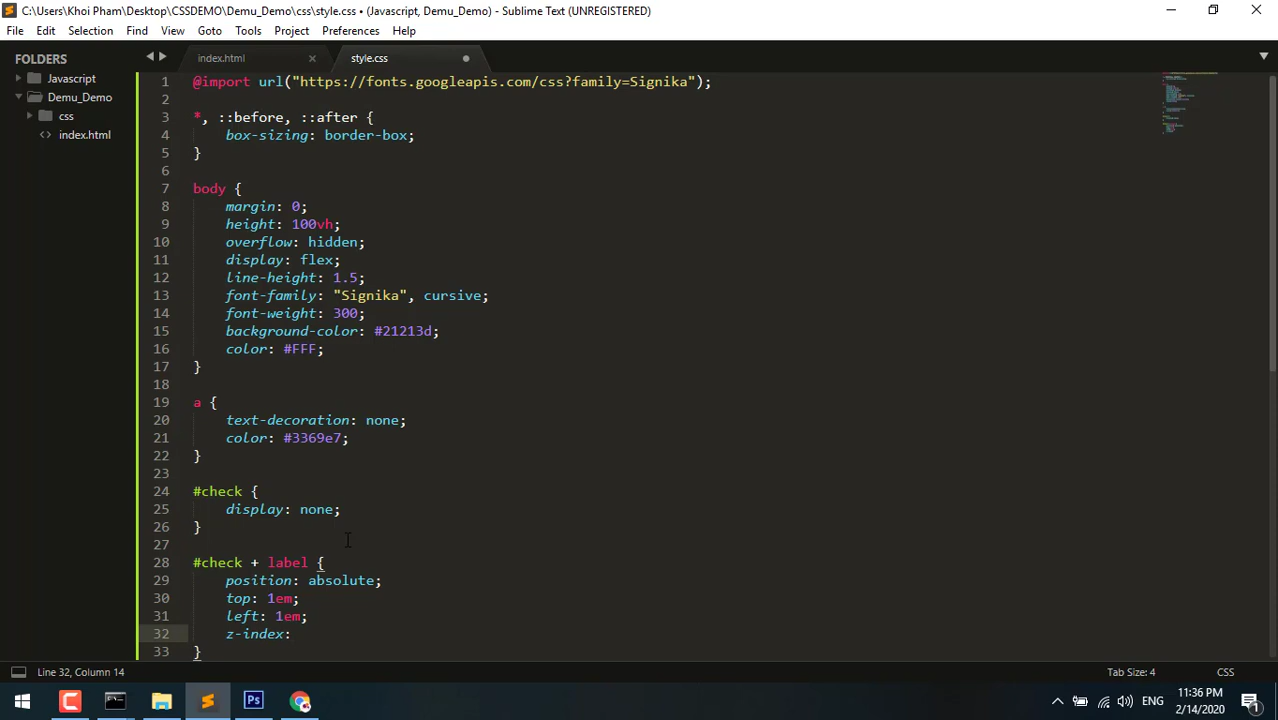 C:\Users\Khoi Pham\Desktop\CSSDEMO\Demu_Demo\css\style.css • (Javascript, Demu_Demo) - Sublime Text (UNREGISTERED)
File Edit Selection Find View Goto Tools Project Preferences Help
FOLDERS
Javascript
Demu_Demo
css
index.html
index.html
style.css
1 @import url("https://fonts.googleapis.com/css?family=Signika");
2
3 *, ::before, ::after {
4 box-sizing: border-box;
5 }
6
7 body {
8 margin: 0;
9 height: 100vh;
10 overflow: hidden;
11 display: flex;
12 line-height: 1.5;
13 font-family: "Signika", cursive;
14 font-weight: 300;
15 background-color: #21213d;
16 color: #FFF;
17 }
18
19 a {
20 text-decoration: none;
21 color: #3369e7;
22 }
23
24 #check {
25 display: none;
26 }
27
28 #check + label {
29 position: absolute;
30 top: 1em;
31 left: 1em;
32 z-index:
33 }
Line 32, Column 14
Tab Size: 4
CSS
Ps
ENG
11:36 PM
2/14/2020